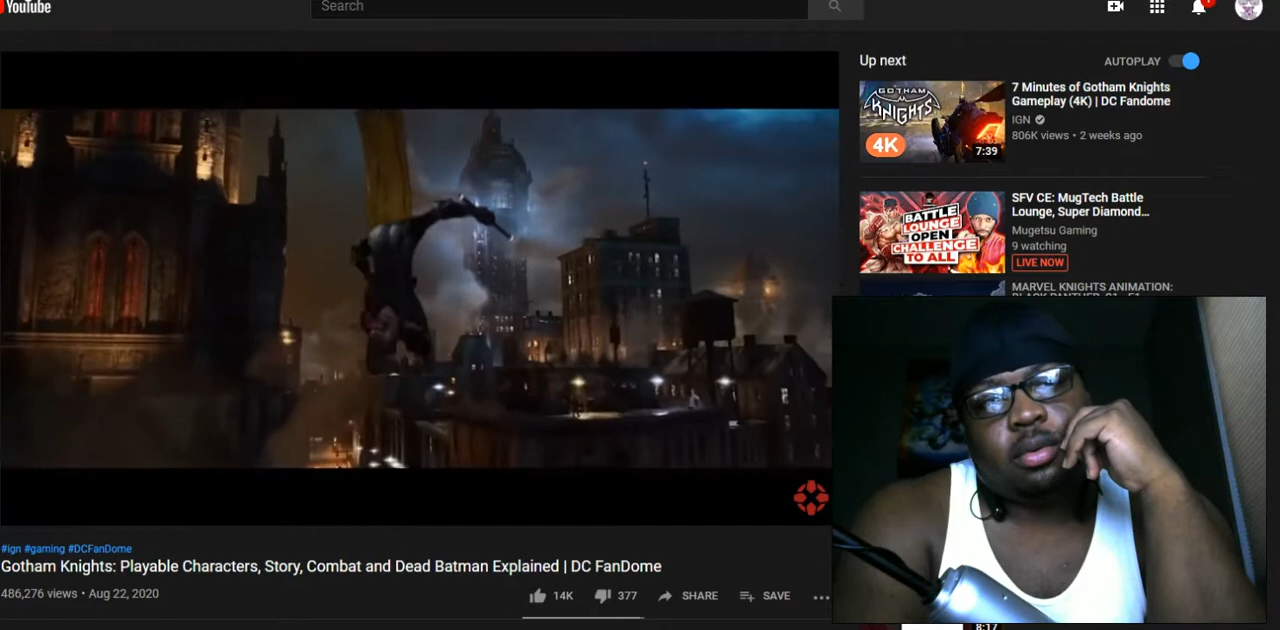 YouTube
Search
Up next
AUTOPLAY
GOTHAM
KNIGHTS
4K
7:39
7 Minutes of Gotham Knights
Gameplay (4K) | DC Fandome
IGN
806K views • 2 weeks ago
BATTLE
LOUNGE
OPEN
CHALLENGE
TO ALL
SFV CE: MugTech Battle
Lounge, Super Diamond...
Mugetsu Gaming
9 watching
LIVE NOW
MARVEL KNIGHTS ANIMATION:
#ign #gaming #DCFanDome
Gotham Knights: Playable Characters, Story, Combat and Dead Batman Explained | DC FanDome
486,276 views • Aug 22, 2020
14K
377
SHARE
SAVE
8:17